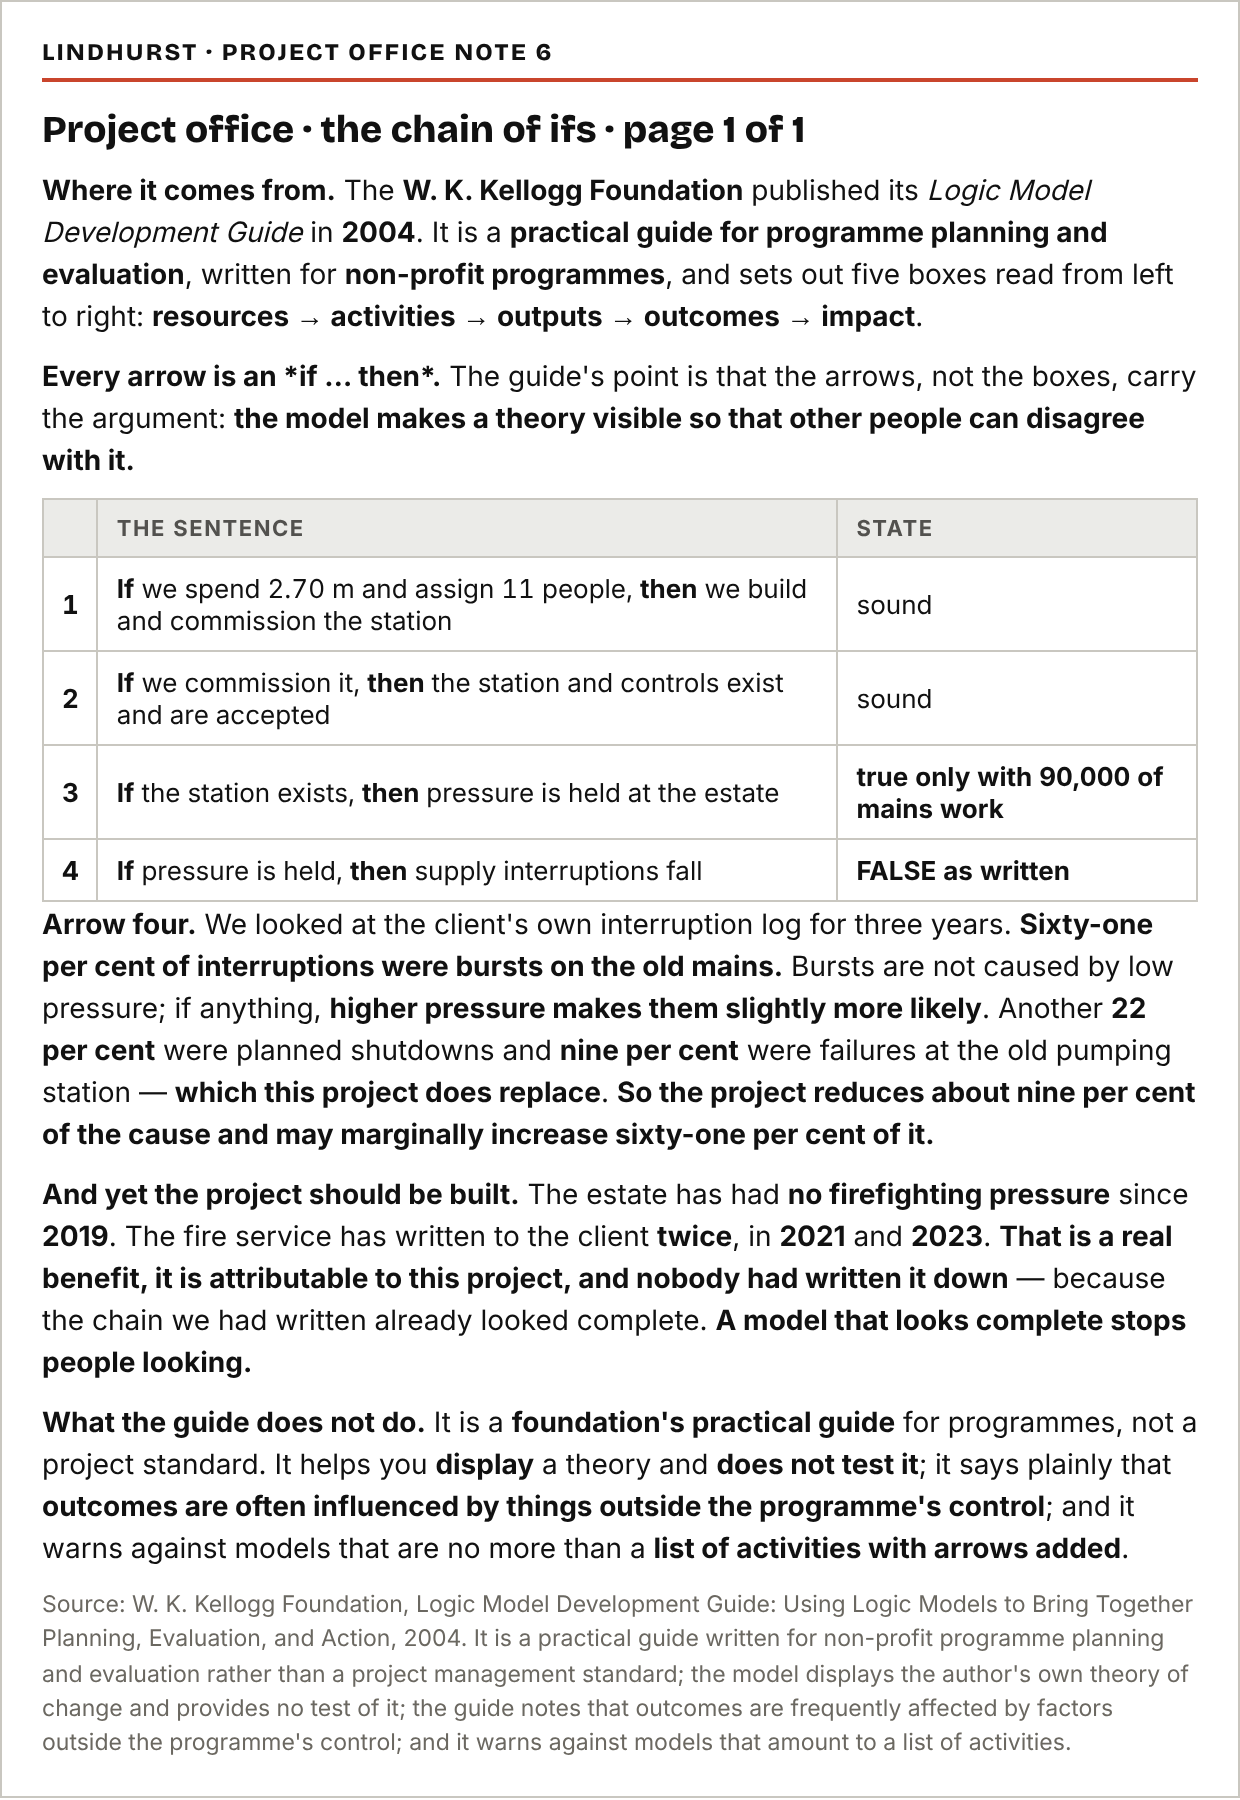 LINDHURST · PROJECT OFFICE NOTE 6
Project office · the chain of ifs · page 1 of 1
Where it comes from. The W. K. Kellogg Foundation published its Logic Model
Development Guide in 2004. It is a practical guide for programme planning and
evaluation, written for non-profit programmes, and sets out five boxes read from left
to right: resources → activities → outputs → outcomes → impact.
Every arrow is an *if … then*. The guide's point is that the arrows, not the boxes, carry
the argument: the model makes a theory visible so that other people can disagree
with it.
THE SENTENCE STATE
1 If we spend 2.70 m and assign 11 people, then we build
and commission the station
sound
2 If we commission it, then the station and controls exist
and are accepted
sound
3 If the station exists, then pressure is held at the estate
true only with 90,000 of
mains work
4 If pressure is held, then supply interruptions fall
FALSE as written
Arrow four. We looked at the client's own interruption log for three years. Sixty-one
per cent of interruptions were bursts on the old mains. Bursts are not caused by low
pressure; if anything, higher pressure makes them slightly more likely. Another 22
per cent were planned shutdowns and nine per cent were failures at the old pumping
station — which this project does replace. So the project reduces about nine per cent
of the cause and may marginally increase sixty-one per cent of it.
And yet the project should be built. The estate has had no firefighting pressure since
2019. The fire service has written to the client twice, in 2021 and 2023. That is a real
benefit, it is attributable to this project, and nobody had written it down — because
the chain we had written already looked complete. A model that looks complete stops
people looking.
What the guide does not do. It is a foundation's practical guide for programmes, not a
project standard. It helps you display a theory and does not test it; it says plainly that
outcomes are often influenced by things outside the programme's control; and it
warns against models that are no more than a list of activities with arrows added.
Source: W. K. Kellogg Foundation, Logic Model Development Guide: Using Logic Models to Bring Together
Planning, Evaluation, and Action, 2004. It is a practical guide written for non-profit programme planning
and evaluation rather than a project management standard; the model displays the author's own theory of
change and provides no test of it; the guide notes that outcomes are frequently affected by factors
outside the programme's control; and it warns against models that amount to a list of activities.